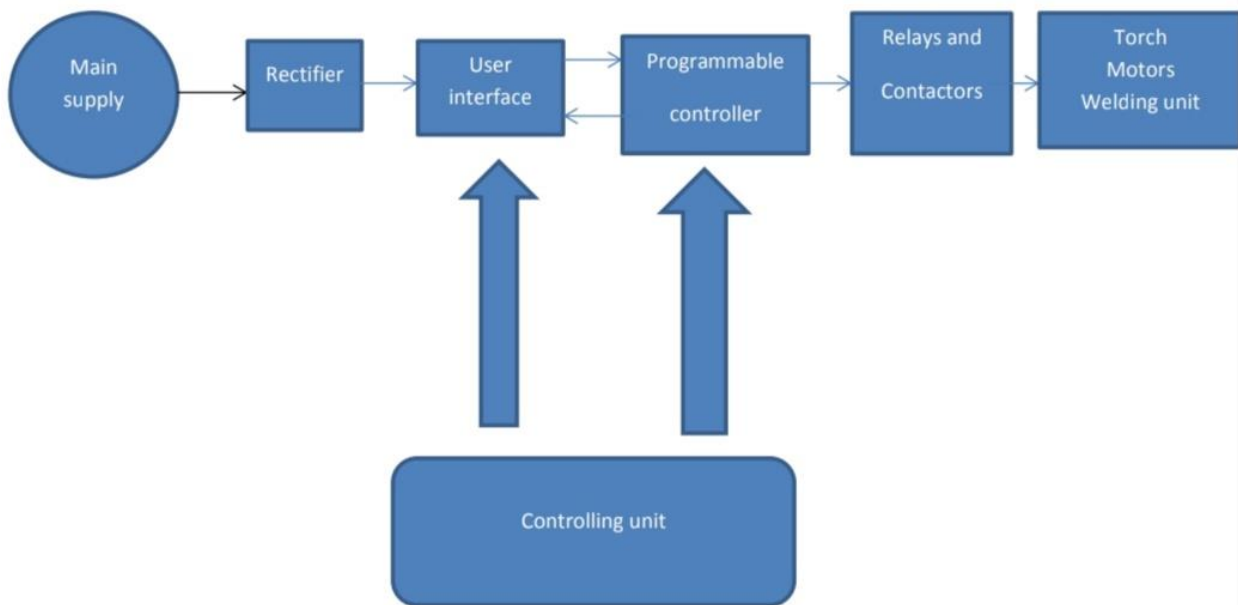 Main
supply
Rectifier
User
interface
Programmable
controller
Relays and
Contactors
Torch
Motors
Welding unit
Controlling unit